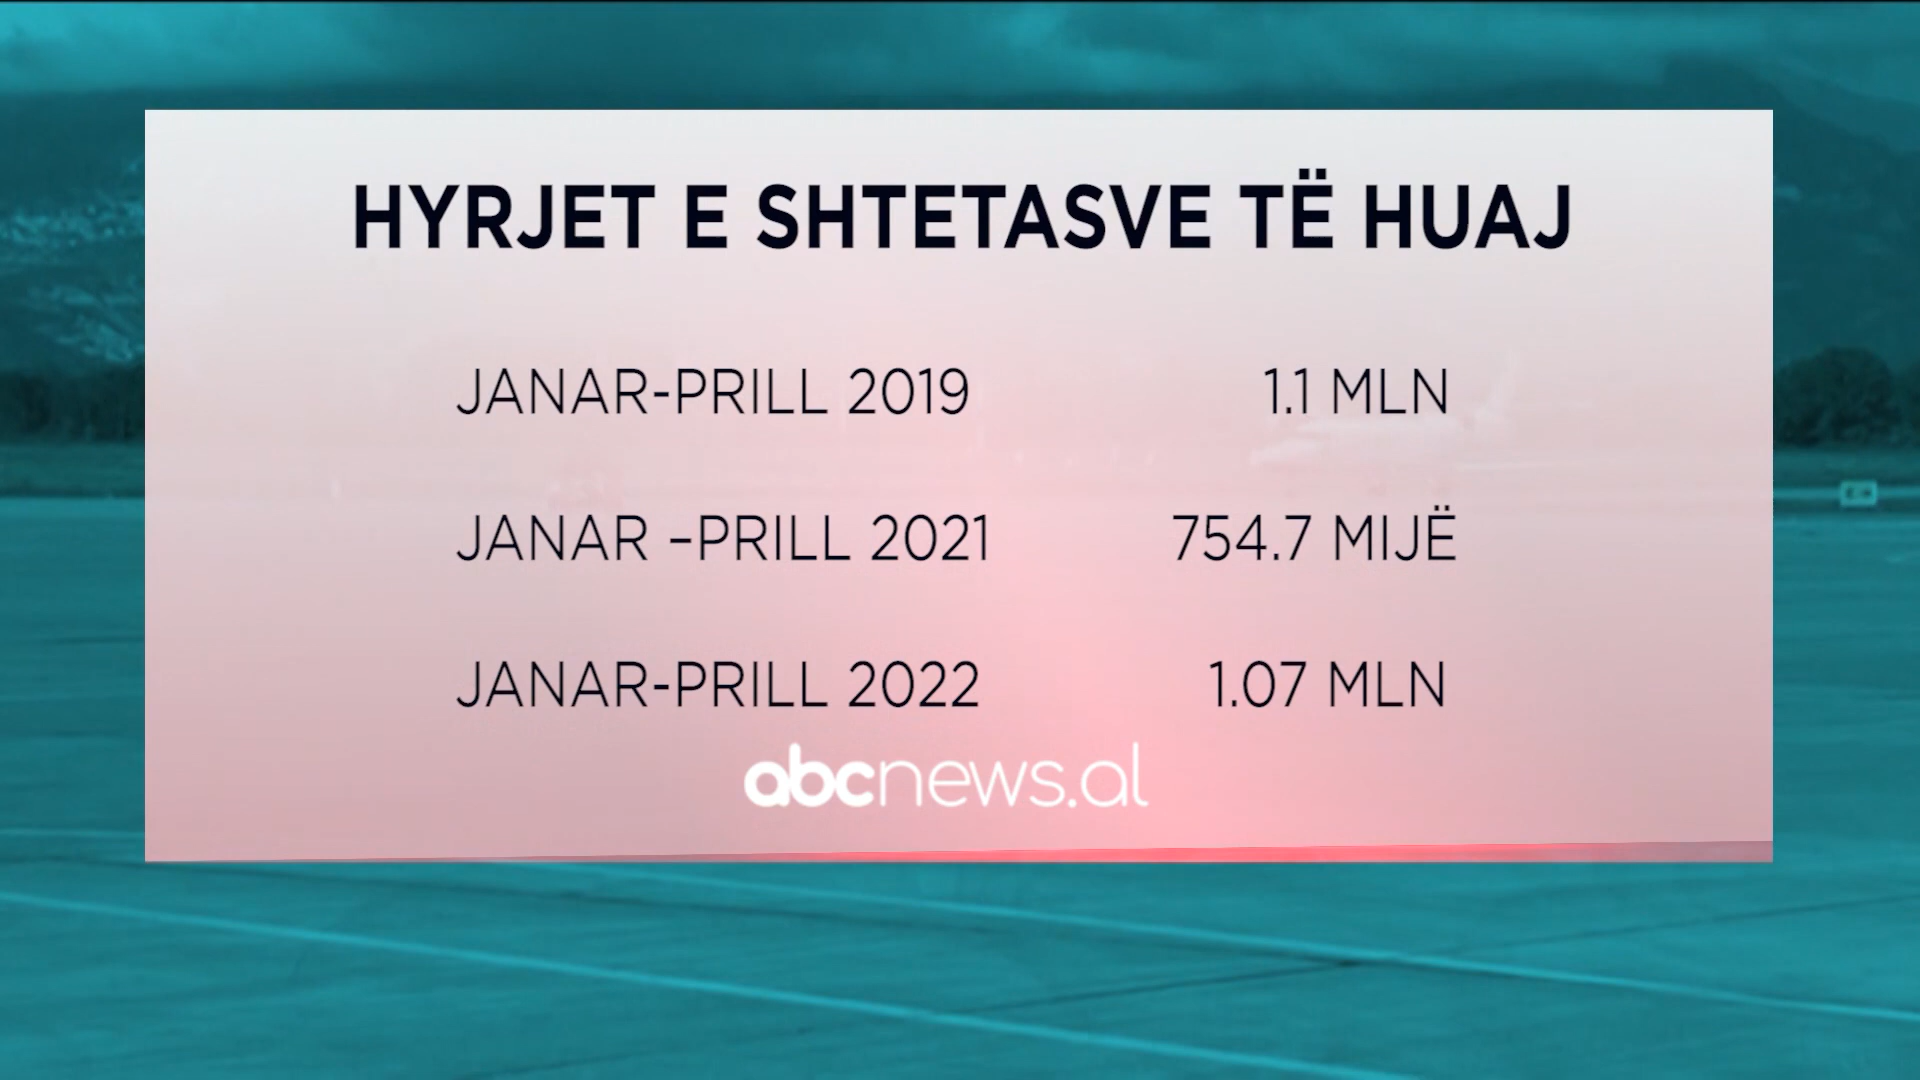 HYRJET E SHTETASVE TË HUAJ
JANAR-PRILL 2019 1.1 MLN
JANAR –PRILL 2021 754.7 MIJË
JANAR-PRILL 2022 1.07 MLN
abcnews.al